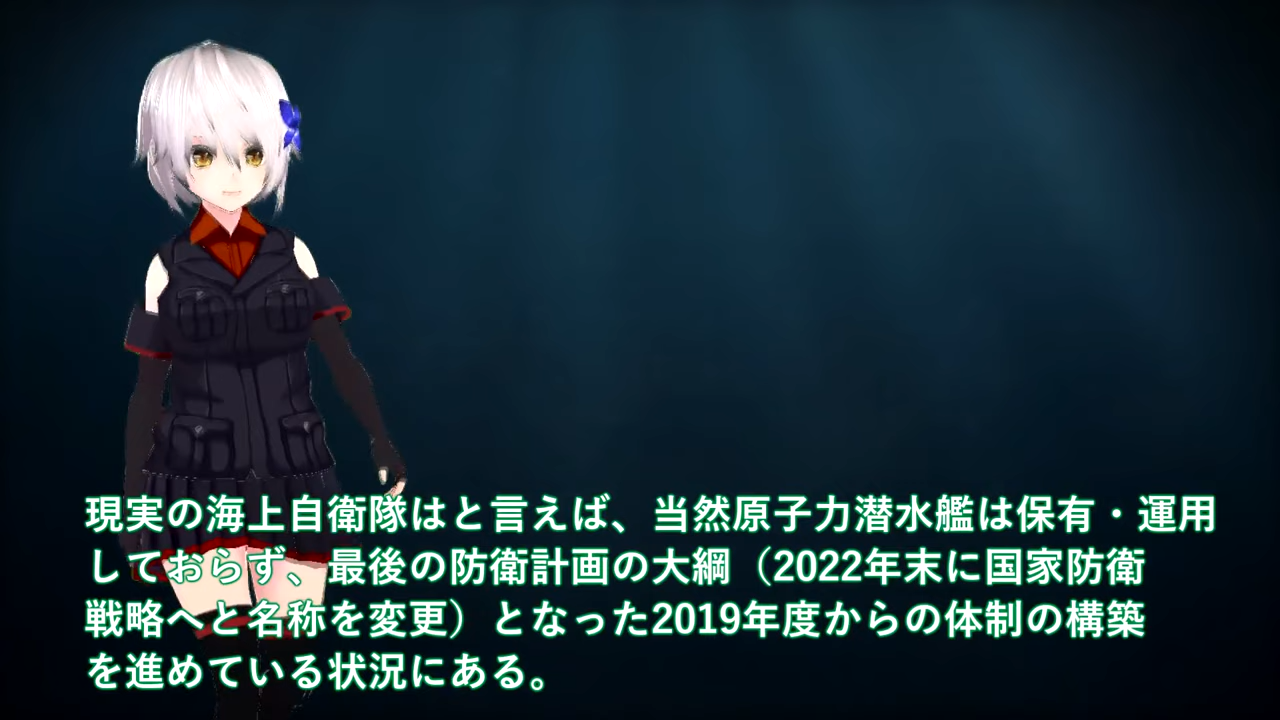 現実の海上自衛隊はと言えば、当然原子力潜水艦は保有・運用
しておらず、最後の防衛計画の大綱（2022年末に国家防衛
戦略へと名称を変更）となった2019年度からの体制の構築
を進めている状況にある。